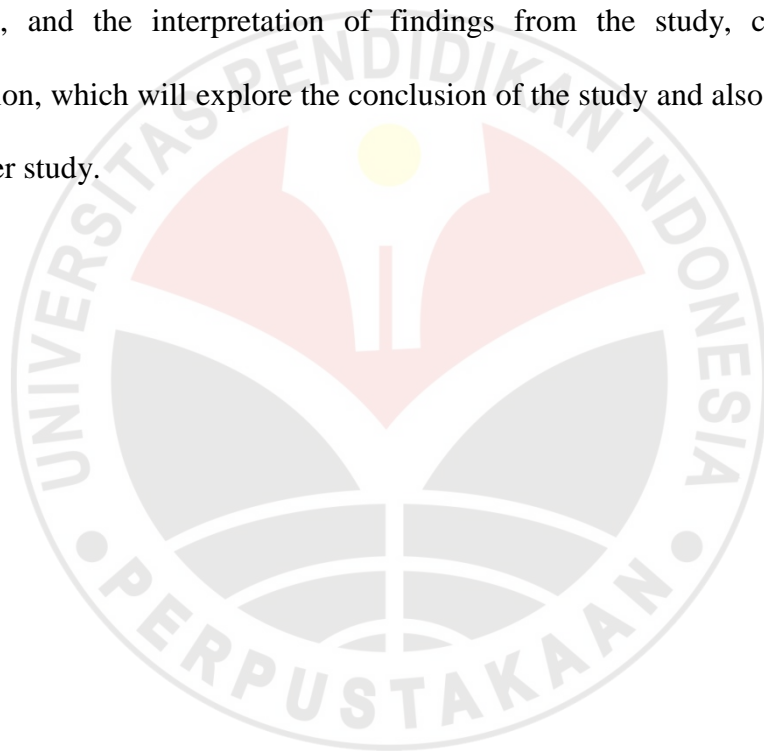 , and the interpretation of findings from the study, c
ion, which will explore the conclusion of the study and also
er study.
UNIVERSITAS PENDIDIKAN INDONESIA
PERPUSTAKAAN